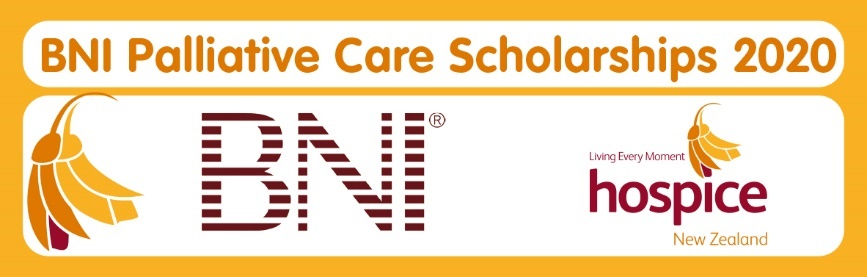 BNI Palliative Care Scholarships 2020
BNI®
Living Every Moment
hospice
New Zealand